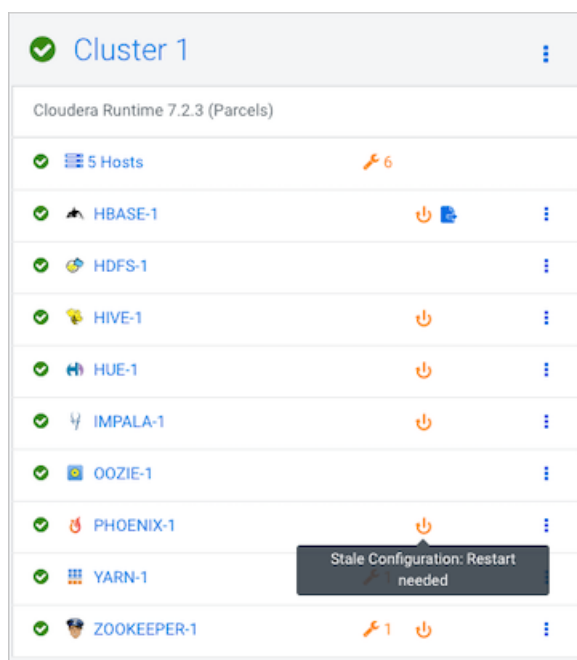 Cluster 1
Cloudera Runtime 7.2.3 (Parcels)
5 Hosts 6
HBASE-1
HDFS-1
HIVE-1
HUE-1
IMPALA-1
OOZIE-1
PHOENIX-1
Stale Configuration: Restart
needed
YARN-1
ZOOKEEPER-1 1